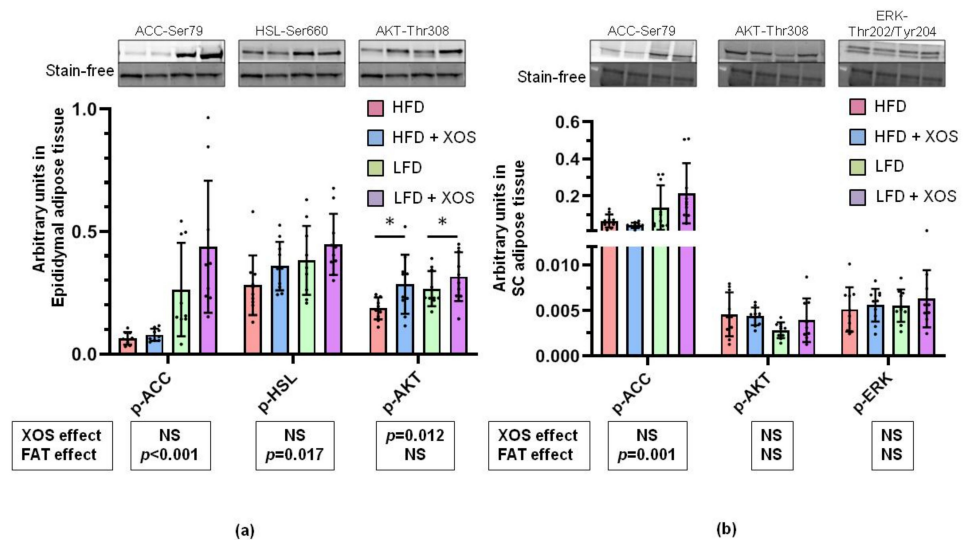 ACC-Ser79 HSL-Ser660 AKT-Thr308
Stain-free
Arbitrary units in
Epididymal adipose tissue
1.0
0.5
0.0
HFD
HFD + XOS
LFD
LFD + XOS
* *
p-ACC p-HSL p-AKT
XOS effect NS NS p=0.012
FAT effect p<0.001 p=0.017 NS
(a)
ACC-Ser79 AKT-Thr308 ERK-
Thr202/Tyr204
Stain-free
Arbitrary units in
SC adipose tissue
0.6
0.4
0.2
0.010
0.005
0.000
HFD
HFD + XOS
LFD
LFD + XOS
p-ACC p-AKT p-ERK
XOS effect NS NS NS
FAT effect p=0.001 NS NS
(b)